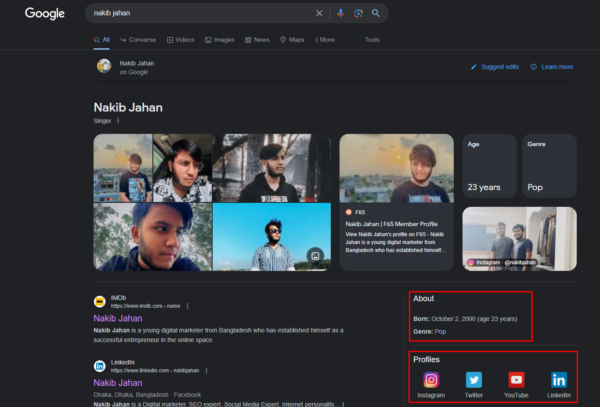 Google
nakib jahan
All
Converse
Videos
Images
News
Maps
More
Tools
Nakib Jahan
on Google
Suggest edits
Learn more
Nakib Jahan
Singer
F6S
Nakib Jahan | F6S Member Profile
View Nakib Jahan's profile on F6S - Nakib
Jahan is a young digital marketer from
Bangladesh who has established himself...
Age
23 years
Genre
Pop
Instagram · @nakibjahan
IMDb
https://www.imdb.com › name
Nakib Jahan
Nakib Jahan is a young digital marketer from Bangladesh who has established himself as a
successful entrepreneur in the online space.
LinkedIn
https://www.linkedin.com › nakibjahan
Nakib Jahan
Dhaka, Dhaka, Bangladesh · Facebook
Nakib Jahan is a Digital marketer, SEO expert, Social Media Expert, Internet personality ...
About
Born: October 2, 2000 (age 23 years)
Genre: Pop
Profiles
Instagram
Twitter
YouTube
LinkedIn